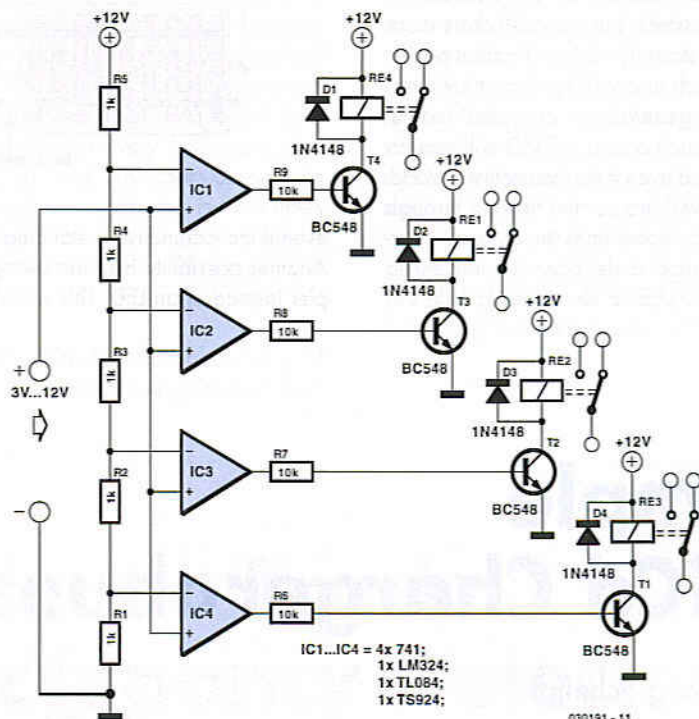 +12V
R5
1k
IC1
R9
10k
+12V
RE4
D1
1N4148
T4
BC548
R4
1k
IC2
R8
10k
+12V
RE1
D2
1N4148
T3
BC548
R3
1k
+
3V...12V
R2
1k
IC3
R7
10k
+12V
RE2
D3
1N4148
T2
BC548
–
R1
1k
IC4
R6
10k
+12V
RE3
D4
1N4148
T1
BC548
IC1...IC4 = 4x 741;
1x LM324;
1x TL084;
1x TS924;
030191 - 11